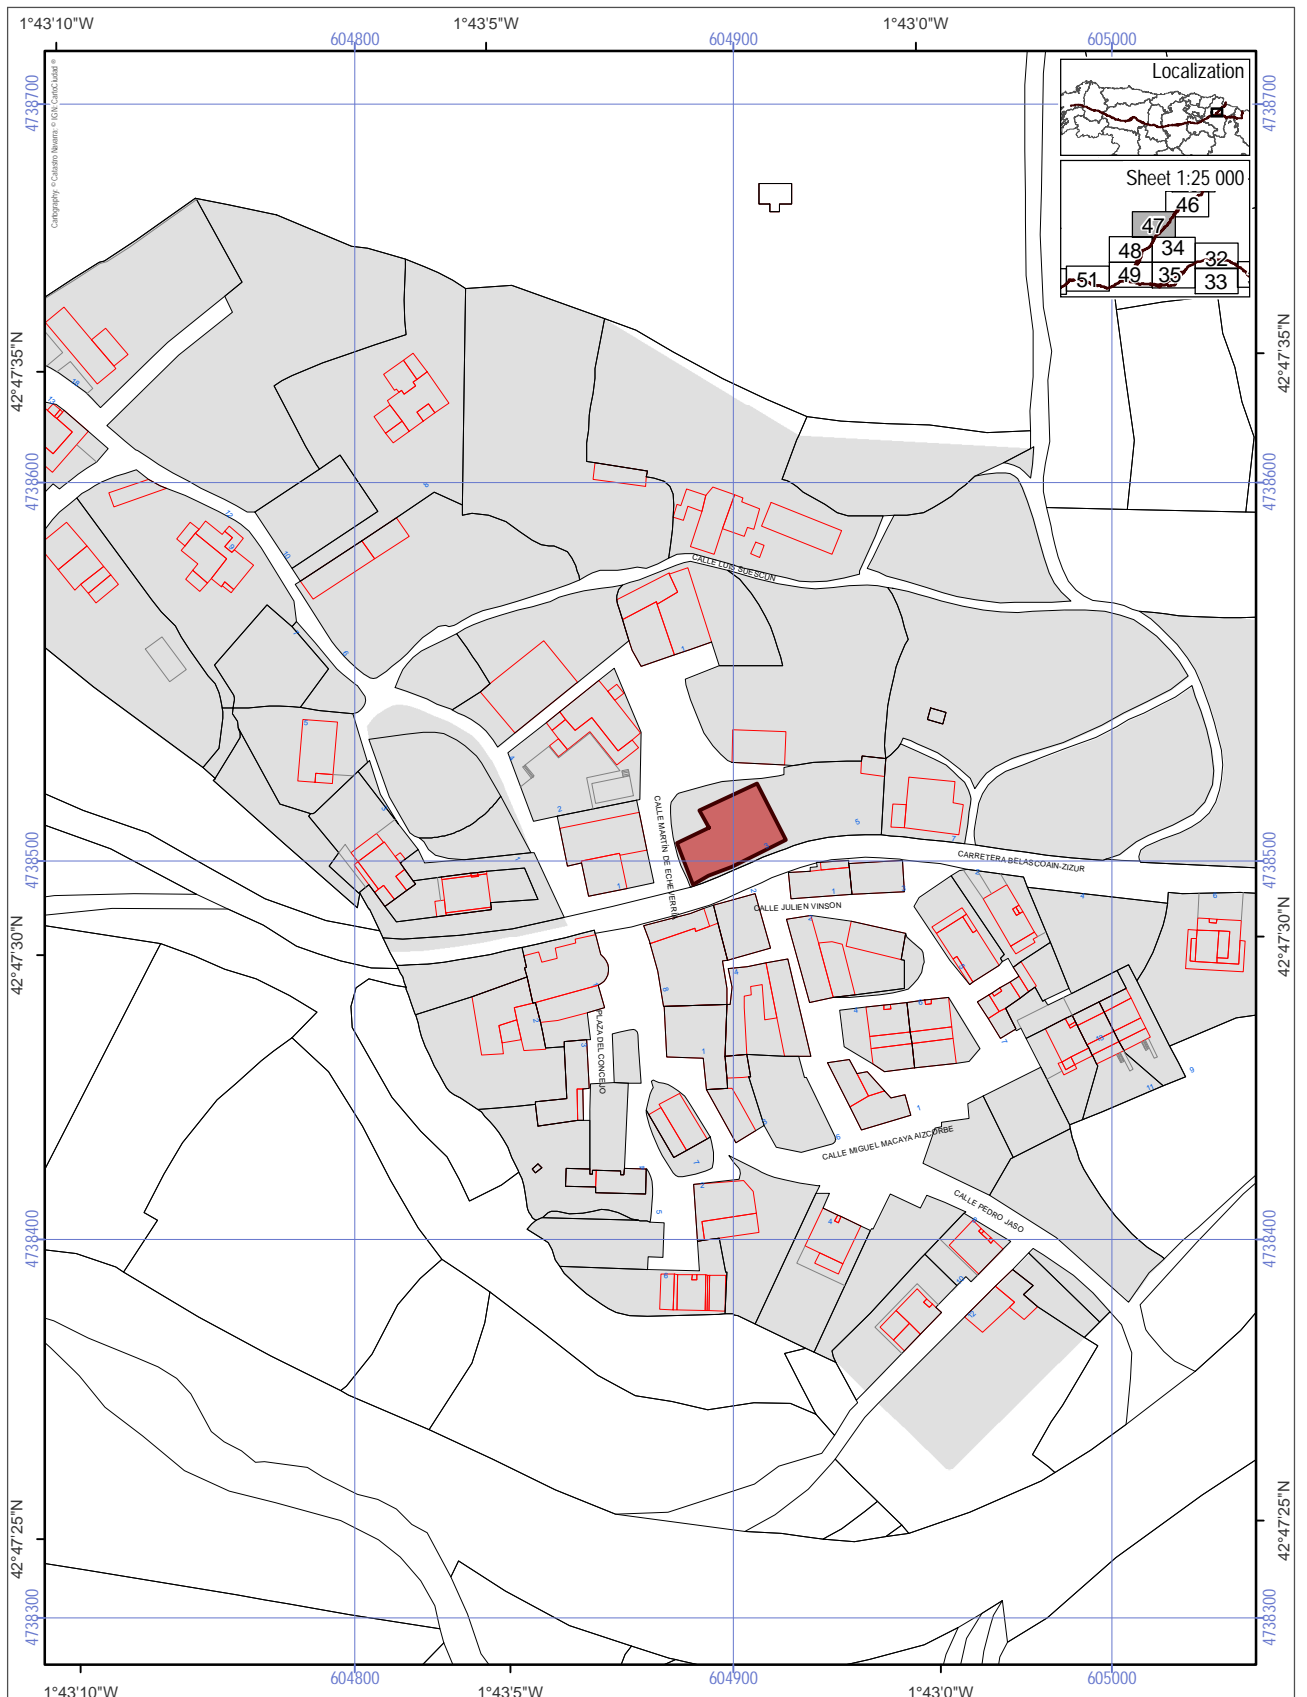 1°43'10"W
1°43'5"W
1°43'0"W
604800
604900
605000
Cartography: © Catastro Navarra: © IGN: CartoCiudad ®
Localization
Sheet 1:25 000
46
47
48
34
32
51
49
35
33
4738700
4738700
42°47'35"N
42°47'35"N
4738600
4738600
CALLE LUIS SUESCUN
4738500
4738500
CALLE MARTÍN DE ECHEVERRÍA
CARRETERA BELASCOAIN-ZIZUR
CALLE JULIEN VINSON
42°47'30"N
42°47'30"N
PLAZA DEL CONCEJO
CALLE MIGUEL MACAYA AIZCORBE
CALLE PEDRO JASO
4738400
4738400
42°47'25"N
42°47'25"N
4738300
4738300
604800
604900
605000
1°43'10"W
1°43'5"W
1°43'0"W